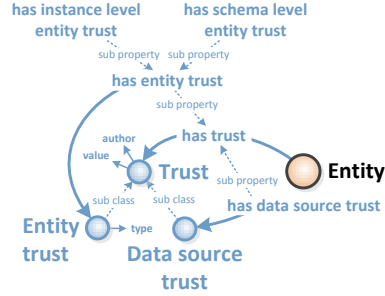 has instance level
entity trust
has schema level
entity trust
sub property
sub property
has entity trust
sub property
has trust
author
value
Trust
Entity
sub property
sub class
sub class
has data source trust
Entity
trust
type
Data source
trust